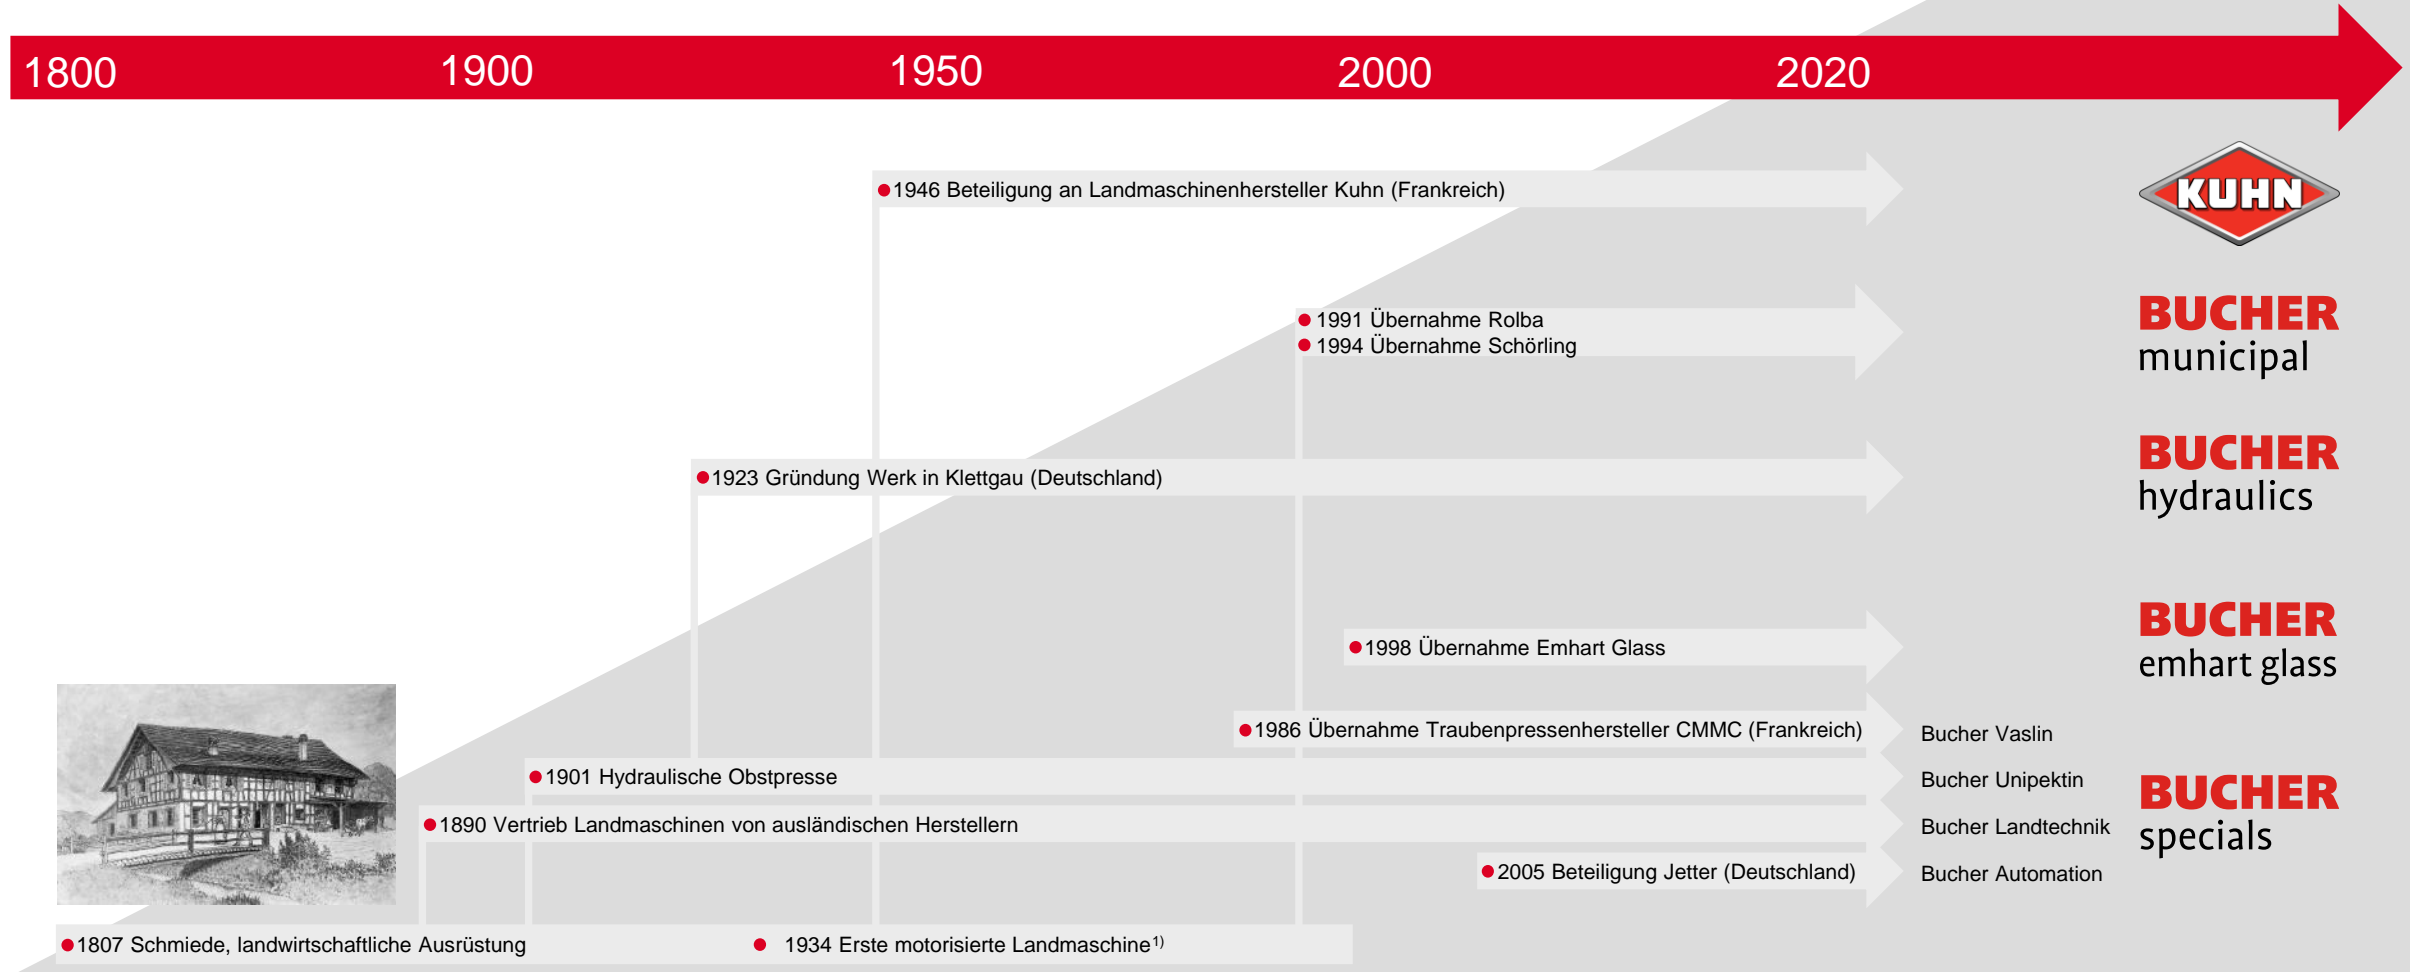 1800 1900 1950 2000 2020
1946 Beteiligung an Landmaschinenhersteller Kuhn (Frankreich)
KUHN
1991 Übernahme Rolba
1994 Übernahme Schörling
BUCHER
municipal
1923 Gründung Werk in Klettgau (Deutschland)
BUCHER
hydraulics
1998 Übernahme Emhart Glass
BUCHER
emhart glass
1986 Übernahme Traubenpressenhersteller CMMC (Frankreich)
Bucher Vaslin
1901 Hydraulische Obstpresse
Bucher Unipektin
1890 Vertrieb Landmaschinen von ausländischen Herstellern
Bucher Landtechnik
2005 Beteiligung Jetter (Deutschland)
Bucher Automation
BUCHER
specials
1807 Schmiede, landwirtschaftliche Ausrüstung
1934 Erste motorisierte Landmaschine1)